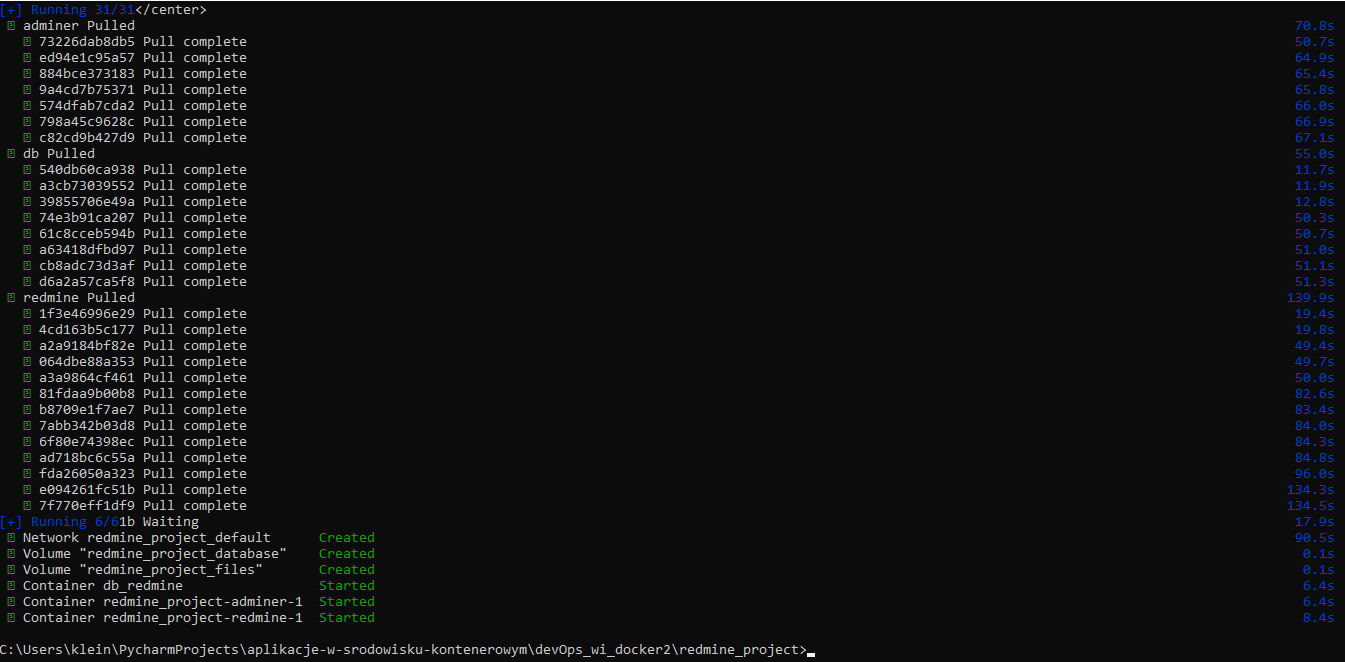 [+] Running 31/31</center>
adminer Pulled 70.8s
73226dab8db5 Pull complete 50.7s
ed94e1c95a57 Pull complete 64.9s
884bce373183 Pull complete 65.4s
9a4cd7b75371 Pull complete 65.8s
574dfab7cda2 Pull complete 66.0s
798a45c9628c Pull complete 66.9s
c82cd9b427d9 Pull complete 67.1s
db Pulled 55.0s
540db60ca938 Pull complete 11.7s
a3cb73039552 Pull complete 11.9s
39855706e49a Pull complete 12.8s
74e3b91ca207 Pull complete 50.3s
61c8cceb594b Pull complete 50.7s
a63418dfbd97 Pull complete 51.0s
cb8adc73d3af Pull complete 51.1s
d6a2a57ca5f8 Pull complete 51.3s
redmine Pulled 139.9s
1f3e46996e29 Pull complete 19.4s
4cd163b5c177 Pull complete 19.8s
a2a9184bf82e Pull complete 49.4s
064dbe88a353 Pull complete 49.7s
a3a9864cf461 Pull complete 50.0s
81fdaa9b00b8 Pull complete 82.6s
b8709e1f7ae7 Pull complete 83.4s
7abb342b03d8 Pull complete 84.0s
6f80e74398ec Pull complete 84.3s
ad718bc6c55a Pull complete 84.8s
fda26050a323 Pull complete 96.0s
e094261fc51b Pull complete 134.3s
7f770eff1df9 Pull complete 134.5s
[+] Running 6/61b Waiting 17.9s
Network redmine_project_default Created 90.5s
Volume "redmine_project_database" Created 0.1s
Volume "redmine_project_files" Created 0.1s
Container db_redmine Started 6.4s
Container redmine_project-adminer-1 Started 6.4s
Container redmine_project-redmine-1 Started 8.4s
C:\Users\klein\PycharmProjects\aplikacje-w-srodowisku-kontenerowym\devOps_wi_docker2\redmine_project>